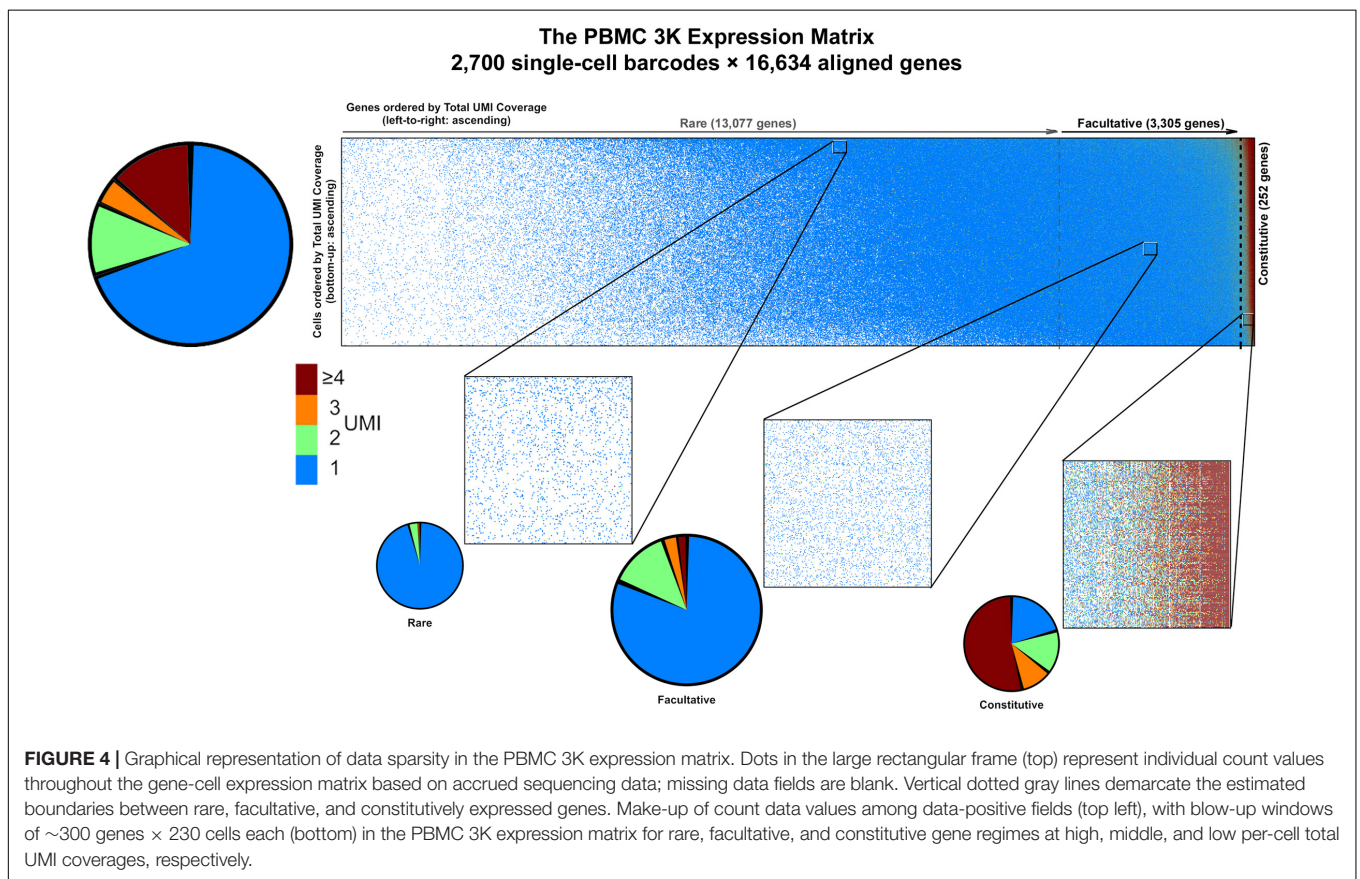 The PBMC 3K Expression Matrix
2,700 single-cell barcodes × 16,634 aligned genes
Genes ordered by Total UMI Coverage
(left-to-right: ascending)
Rare (13,077 genes)
Facultative (3,305 genes)
Cells ordered by Total UMI Coverage
(bottom-up: ascending)
Constitutive (252 genes)
≥4
3
UMI
2
1
Rare
Facultative
Constitutive
FIGURE 4 | Graphical representation of data sparsity in the PBMC 3K expression matrix. Dots in the large rectangular frame (top) represent individual count values
throughout the gene-cell expression matrix based on accrued sequencing data; missing data fields are blank. Vertical dotted gray lines demarcate the estimated
boundaries between rare, facultative, and constitutively expressed genes. Make-up of count data values among data-positive fields (top left), with blow-up windows
of ~300 genes × 230 cells each (bottom) in the PBMC 3K expression matrix for rare, facultative, and constitutive gene regimes at high, middle, and low per-cell total
UMI coverages, respectively.